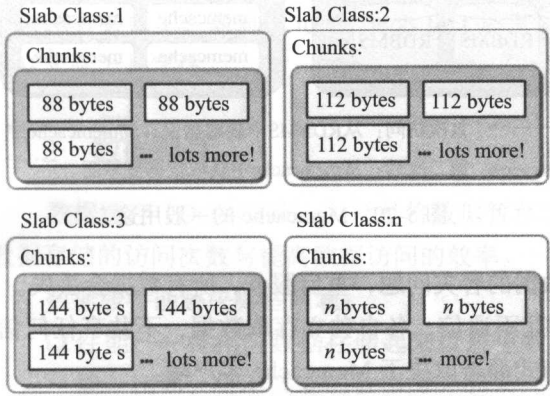 Slab Class:1
Chunks:
88 bytes 88 bytes
88 bytes ... lots more!
Slab Class:2
Chunks:
112 bytes 112 bytes
112 bytes ... lots more!
Slab Class:3
Chunks:
144 byte s 144 bytes
144 byte s ... lots more!
Slab Class:n
Chunks:
n bytes n bytes
n bytes ... more!